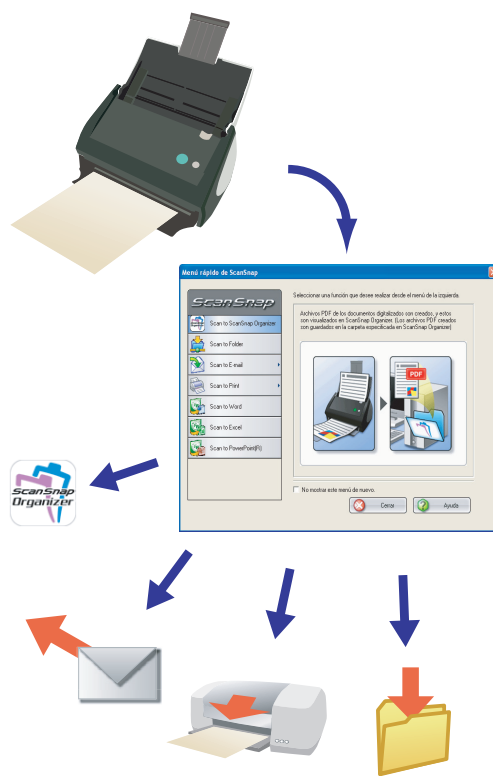 Menú rápido de ScanSnap
ScanSnap
Seleccionar una función que desee realizar desde el menú de la izquierda.
Scan to ScanSnap Organizer
Scan to Folder
Scan to E-mail
Scan to Print
Scan to Word
Scan to Excel
Scan to PowerPoint(R)
Archivos PDF de los documentos digitalizados son creados, y estos
son visualizados en ScanSnap Organizer. (Los archivos PDF creados
son guardados en la carpeta especificada en ScanSnap Organizer)
PDF
No mostrar este menú de nuevo.
Cerrar
Ayuda
ScanSnap
Organizer